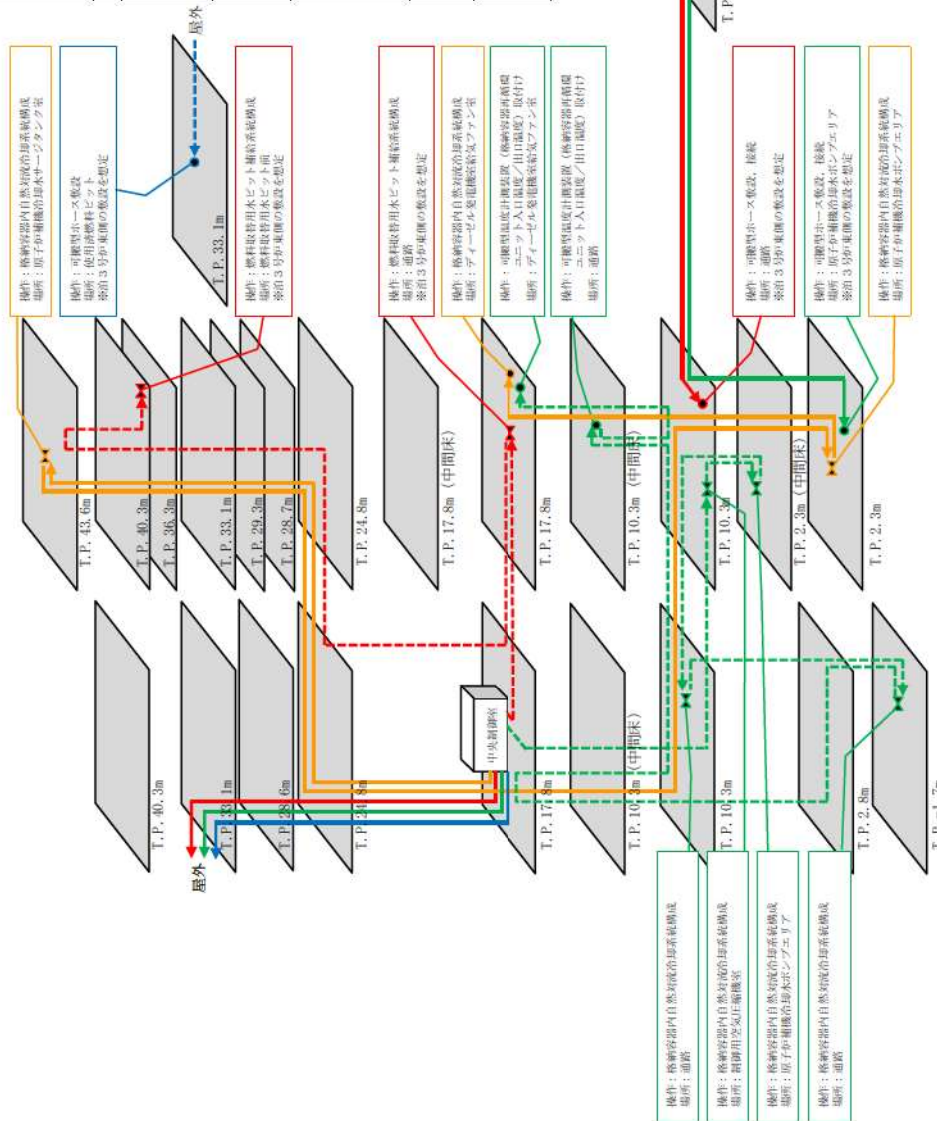 操作：格納容器内自然対流冷却系統構成
場所：原子炉補機冷却水サージタンク室
操作：可搬型ホース敷設
場所：使用済燃料ピット
※泊3号炉東側の敷設を想定
操作：燃料取替用水ピット補給系統構成
場所：燃料取替用水ピット前
※泊3号炉東側の敷設を想定
操作：燃料取替用水ピット補給系統構成
場所：通路
※泊3号炉東側の敷設を想定
操作：格納容器内自然対流冷却系統構成
場所：ディーゼル発電機室給気ファン室
操作：可搬型温度計測装置（格納容器再循環
ユニット入口温度／出口温度）取付け
場所：ディーゼル発電機室給気ファン室
操作：可搬型温度計測装置（格納容器再循環
ユニット入口温度／出口温度）取付け
場所：通路
操作：可搬型ホース敷設，接続
場所：通路
※泊3号炉東側の敷設を想定
操作：可搬型ホース敷設，接続
場所：原子炉補機冷却水ポンプエリア
※泊3号炉東側の敷設を想定
操作：格納容器内自然対流冷却系統構成
場所：原子炉補機冷却水ポンプエリア
屋外
T.P. 33.1m
T.P. 43.6m
T.P. 40.3m
T.P. 36.3m
T.P. 33.1m
T.P. 29.3m
T.P. 28.7m
T.P. 24.8m
T.P. 17.8m（中間床）
T.P. 17.8m
T.P. 10.3m（中間床）
T.P. 10.3m
T.P. 2.3m（中間床）
T.P. 2.3m
中央制御室
T.P. 40.3m
T.P. 33.1m
T.P. 28.6m
T.P. 24.8m
T.P. 17.8m
T.P. 10.3m（中間床）
T.P. 10.3m
T.P. 2.8m
屋外
操作：格納容器内自然対流冷却系統構成
場所：通路
操作：格納容器内自然対流冷却系統構成
場所：制御用空気圧縮機室
操作：格納容器内自然対流冷却系統構成
場所：原子炉補機冷却水ポンプエリア
操作：格納容器内自然対流冷却系統構成
場所：通路